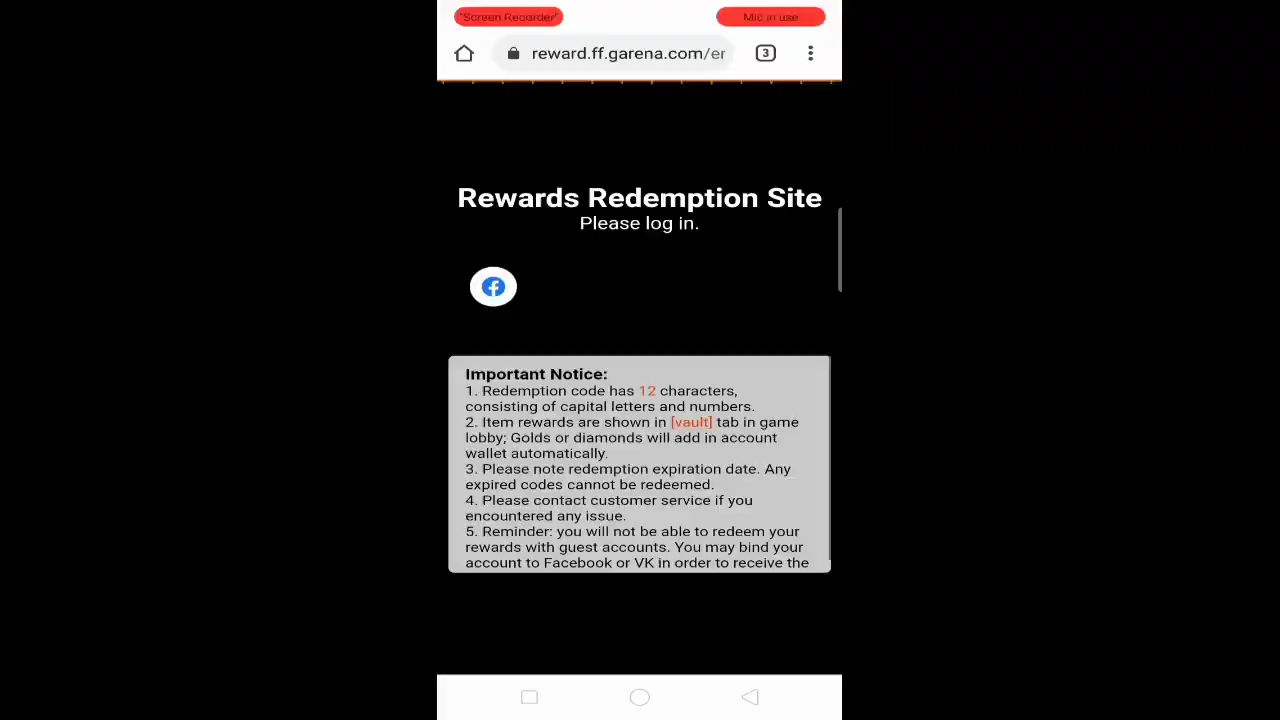 "Screen Recorder"
Mic in use
reward.ff.garena.com/er
3
Rewards Redemption Site
Please log in.
Important Notice:
1. Redemption code has 12 characters,
consisting of capital letters and numbers.
2. Item rewards are shown in [vault] tab in game
lobby; Golds or diamonds will add in account
wallet automatically.
3. Please note redemption expiration date. Any
expired codes cannot be redeemed.
4. Please contact customer service if you
encountered any issue.
5. Reminder: you will not be able to redeem your
rewards with guest accounts. You may bind your
account to Facebook or VK in order to receive the